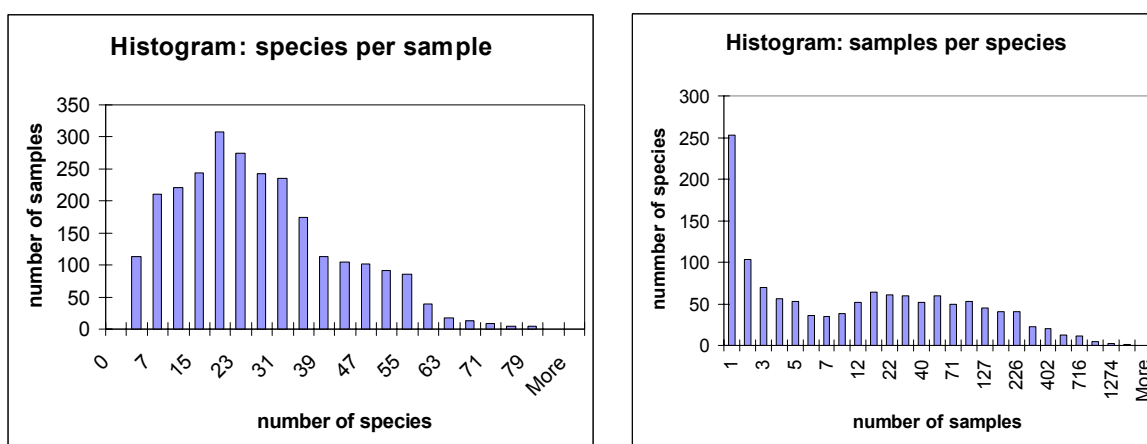 Histogram: species per sample
number of samples
350
300
250
200
150
100
50
0
0 7 15 23 31 39 47 55 63 71 79 More
number of species
Histogram: samples per species
nummber of species
300
250
200
150
100
50
0
1 3 5 7 12 22 40 71 127 226 402 716 1274 More
number of samples